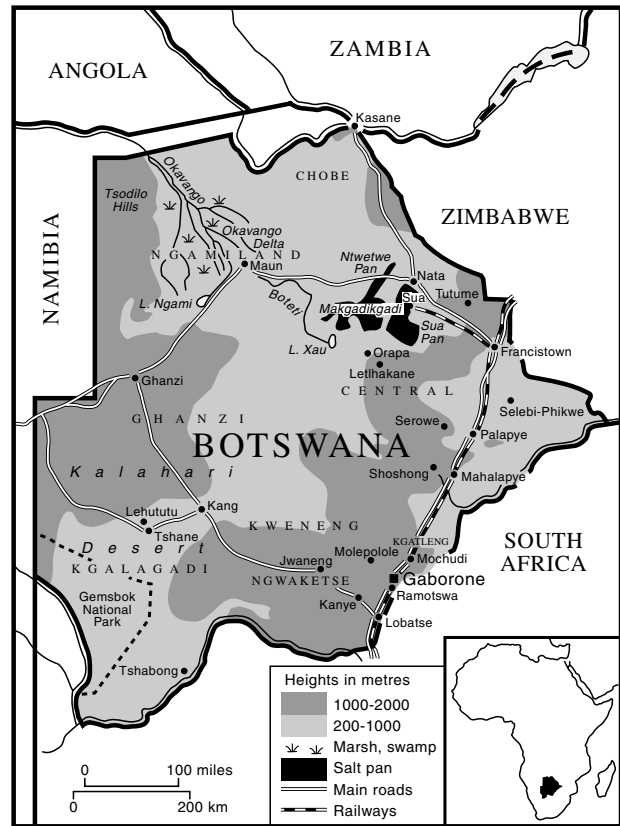 ANGOLA
ZAMBIA
Kasane
CHOBE
Okavango
Tsodilo
Hills
ZIMBABWE
Okavango
Delta
NGAMILAND
NAMIBIA
Maun
Ntwetwe
Pan
Nata
Tutume
L. Ngami
Boteti
Makgadikgadi
Sua
Sua
Pan
L. Xau
Francistown
Orapa
Letlhakane
Ghanzi
CENTRAL
Selebi-Phikwe
GHANZI
Serowe
BOTSWANA
Palapye
Kalahari
Shoshong
Mahalapye
Lehututu
Kang
Tshane
KWENENG
Desert
KGATLENG
SOUTH
AFRICA
Molepolole
Mochudi
KGALAGADI
Jwaneng
NGWAKETSE
Gaborone
Gemsbok
National
Park
Kanye
Ramotswa
Lobatse
Tshabong
Heights in metres
1000-2000
200-1000
Marsh, swamp
Salt pan
Main roads
Railways
0 100 miles
0 200 km